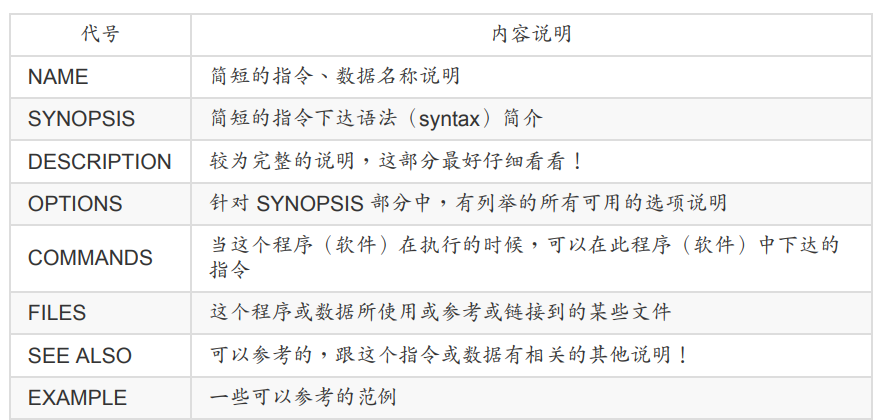 代号 内容说明
NAME 简短的指令、数据名称说明
SYNOPSIS 简短的指令下达语法（syntax）简介
DESCRIPTION 较为完整的说明，这部分最好仔细看看！
OPTIONS 针对 SYNOPSIS 部分中，有列举的所有可用的选项说明
COMMANDS 当这个程序（软件）在执行的时候，可以在此程序（软件）中下达的
指令
FILES 这个程序或数据所使用或参考或链接到的某些文件
SEE ALSO 可以参考的，跟这个指令或数据有相关的其他说明！
EXAMPLE 一些可以参考的范例